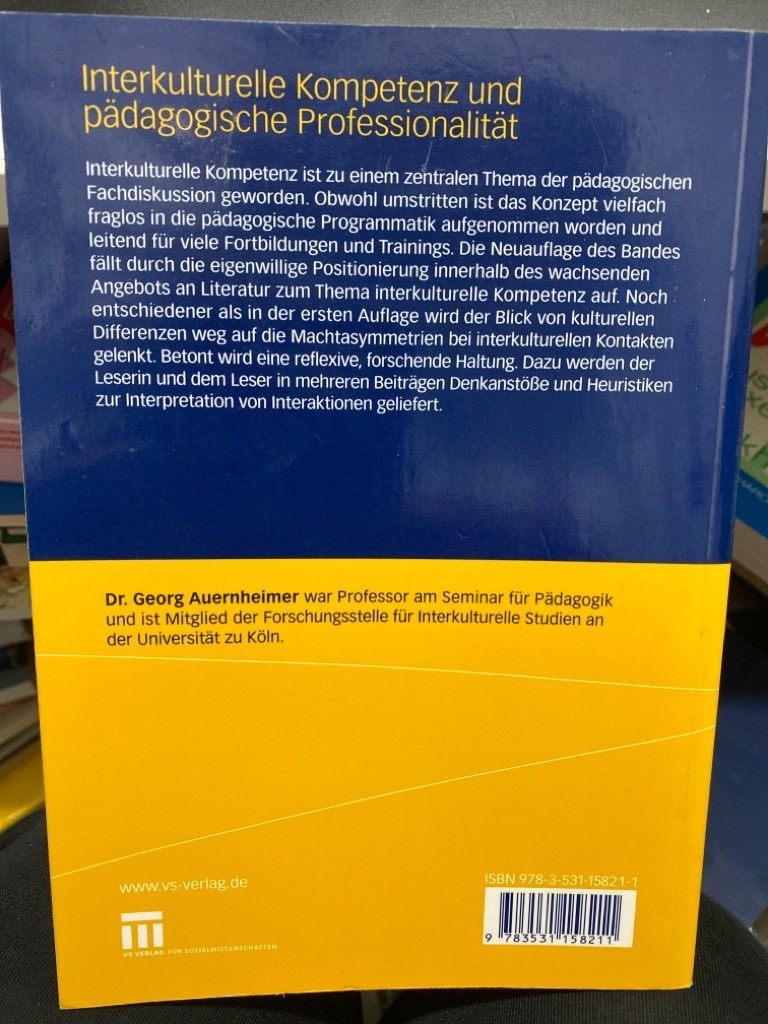 Interkulturelle Kompetenz und
pädagogische Professionalität
Interkulturelle Kompetenz ist zu einem zentralen Thema der pädagogischen
Fachdiskussion geworden. Obwohl umstritten ist das Konzept vielfach
fraglos in die pädagogische Programmatik aufgenommen worden und
leitend für viele Fortbildungen und Trainings. Die Neuauflage des Bandes
fällt durch die eigenwillige Positionierung innerhalb des wachsenden
Angebots an Literatur zum Thema interkulturelle Kompetenz auf. Noch
entschiedener als in der ersten Auflage wird der Blick von kulturellen
Differenzen weg auf die Machtasymmetrien bei interkulturellen Kontakten
gelenkt. Betont wird eine reflexive, forschende Haltung. Dazu werden der
Leserin und dem Leser in mehreren Beiträgen Denkanstöße und Heuristiken
zur Interpretation von Interaktionen geliefert.
Dr. Georg Auernheimer war Professor am Seminar für Pädagogik
und ist Mitglied der Forschungsstelle für Interkulturelle Studien an
der Universität zu Köln.
www.vs-verlag.de
VS VERLAG FÜR SOZIALWISSENSCHAFTEN
ISBN 978-3-531-15821-1
9 783531 158211